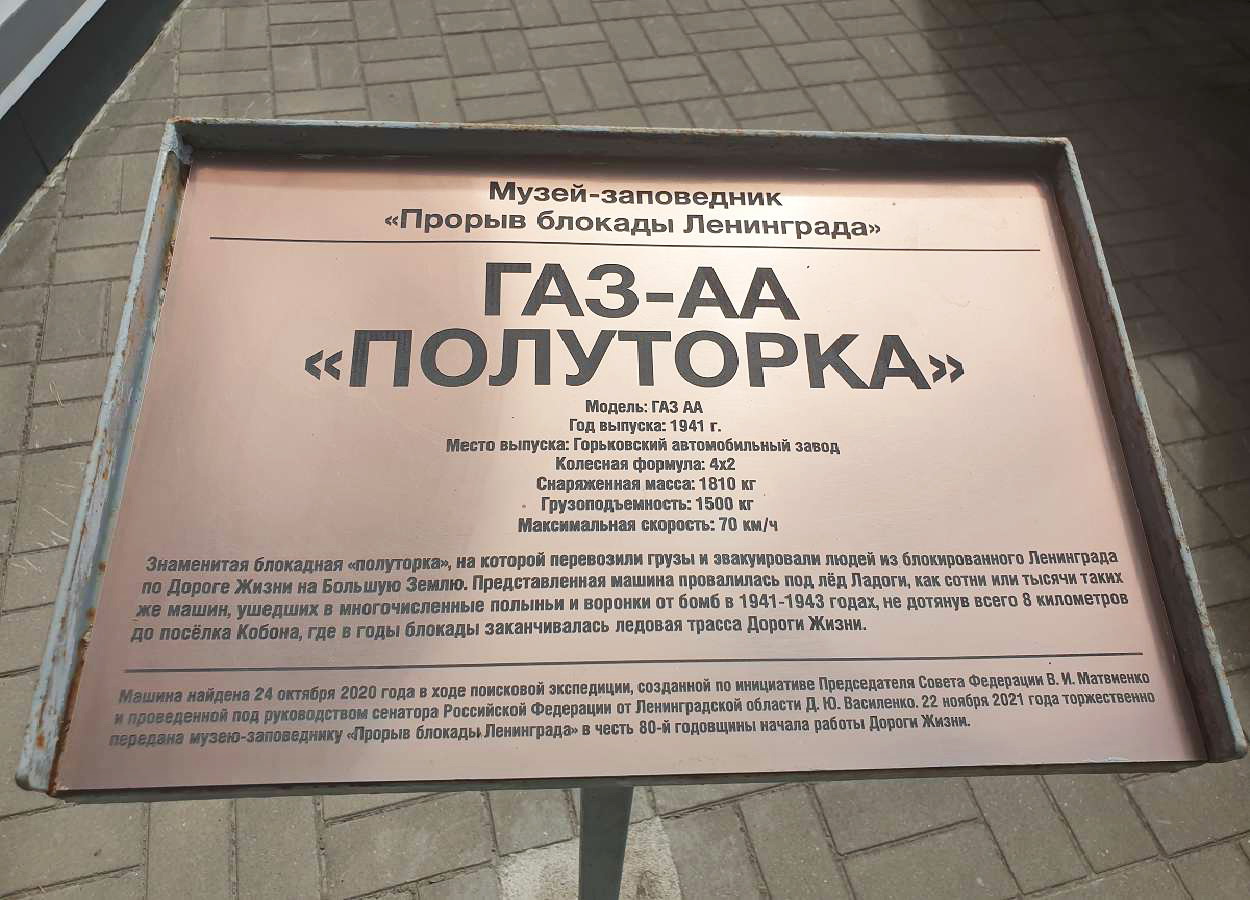 Музей-заповедник
«Прорыв блокады Ленинграда»
ГАЗ-АА
«ПОЛУТОРКА»
Модель: ГАЗ АА
Год выпуска: 1941 г.
Место выпуска: Горьковский автомобильный завод
Колесная формула: 4х2
Снаряженная масса: 1810 кг
Грузоподъемность: 1500 кг
Максимальная скорость: 70 км/ч
Знаменитая блокадная «полуторка», на которой перевозили грузы и эвакуировали людей из блокированного Ленинграда
по Дороге Жизни на Большую Землю. Представленная машина провалилась под лёд Ладоги, как сотни или тысячи таких
же машин, ушедших в многочисленные полыньи и воронки от бомб в 1941-1943 годах, не дотянув всего 8 километров
до посёлка Кобона, где в годы блокады заканчивалась ледовая трасса Дороги Жизни.
Машина найдена 24 октября 2020 года в ходе поисковой экспедиции, созданной по инициативе Председателя Совета Федерации В. И. Матвиенко
и проведенной под руководством сенатора Российской Федерации от Ленинградской области Д. Ю. Василенко. 22 ноября 2021 года торжественно
передана музею-заповеднику «Прорыв блокады Ленинграда» в честь 80-й годовщины начала работы Дороги Жизни.